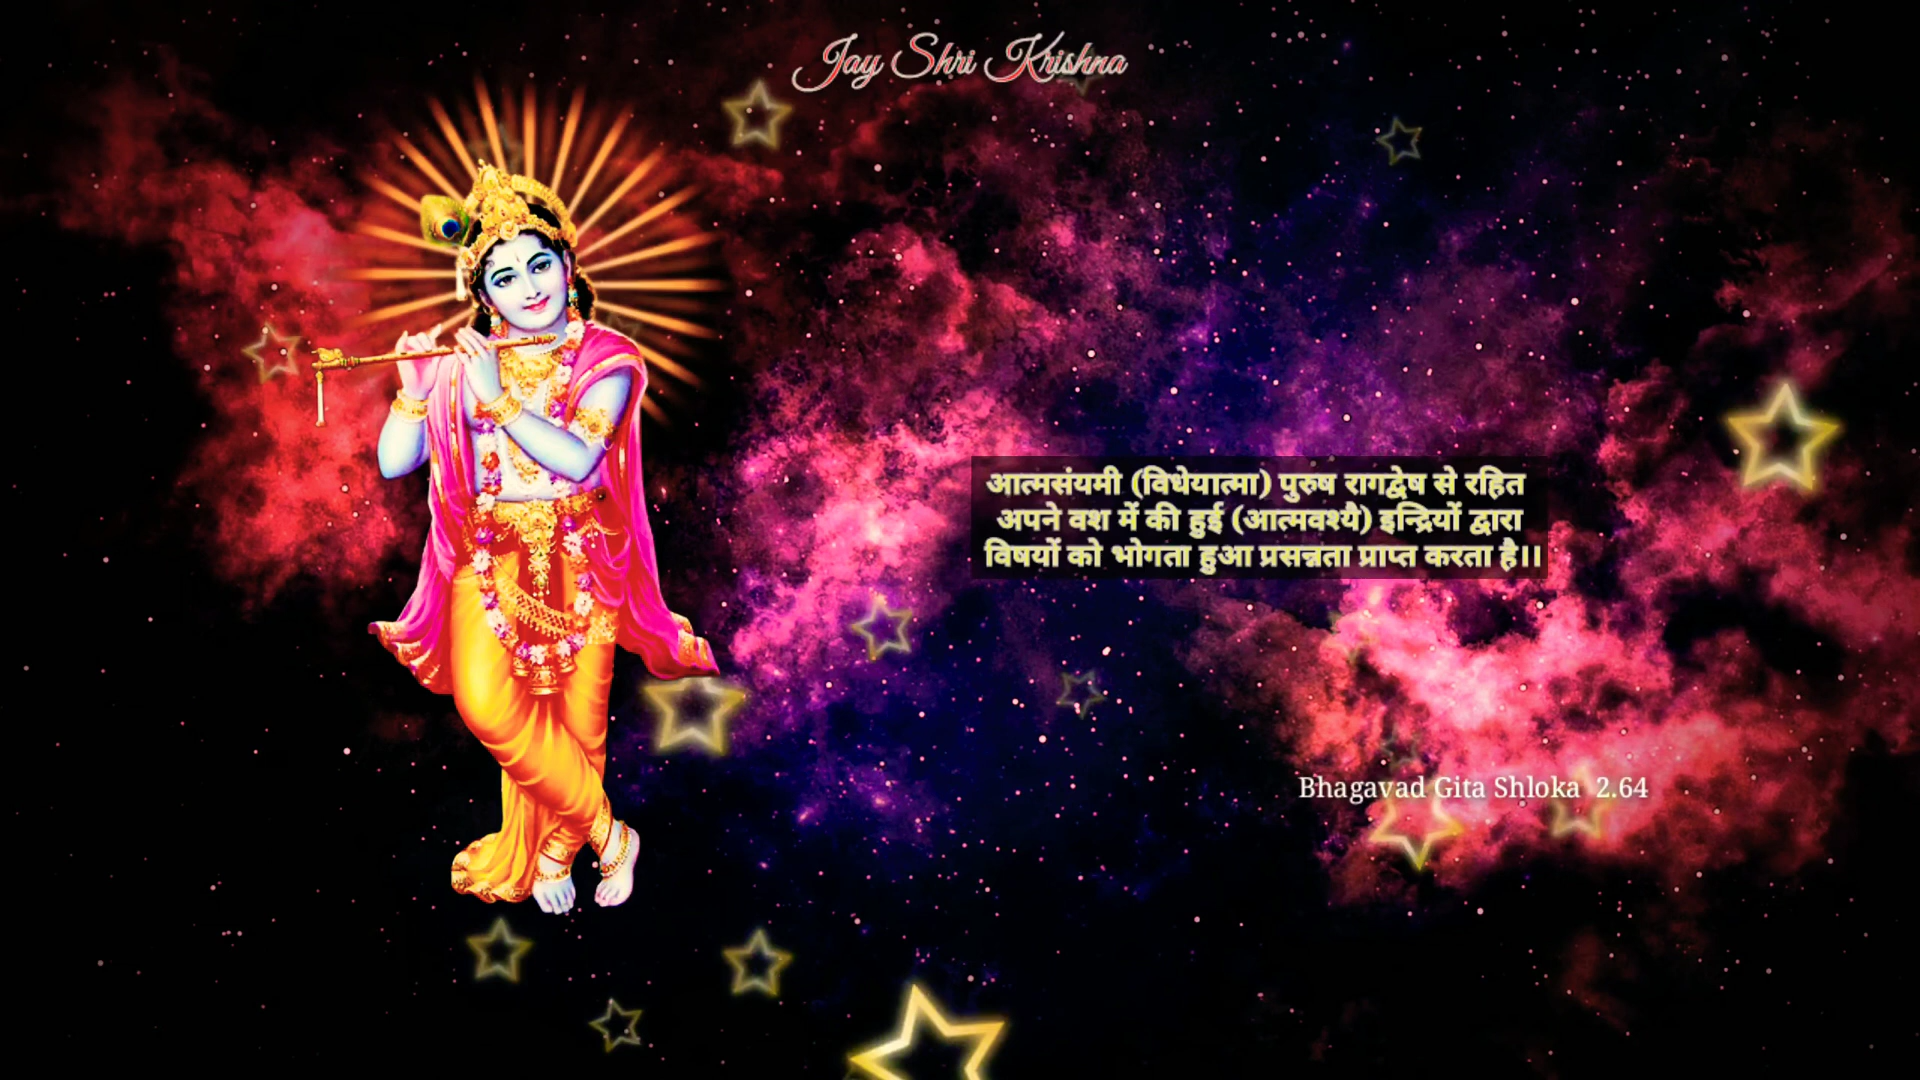 Jay Shri Krishna
आत्मसंयमी (विधेयात्मा) पुरुष रागद्वेष से रहित
अपने वश में की हुई (आत्मवश्यै) इन्द्रियों द्वारा
विषयों को भोगता हुआ प्रसन्नता प्राप्त करता है।।
Bhagavad Gita Shloka 2.64